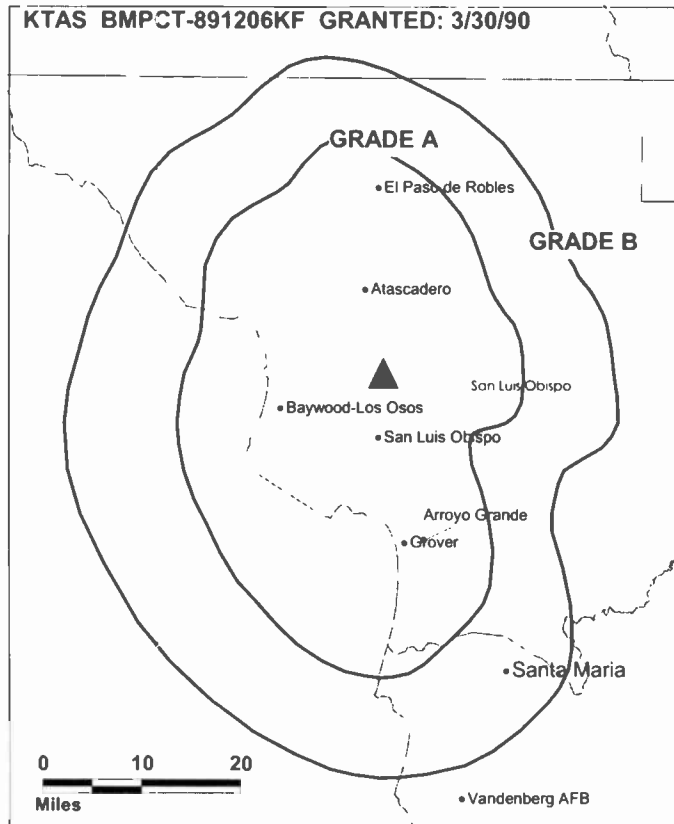 KTAS BMPCT-891206KF GRANTED: 3/30/90
GRADE A
El Paso de Robles
GRADE B
Atascadero
San Luis Obispo
Baywood-Los Osos
San Luis Obispo
Arroyo Grande
Grover
Santa Maria
0 10 20
Miles
Vandenberg AFB